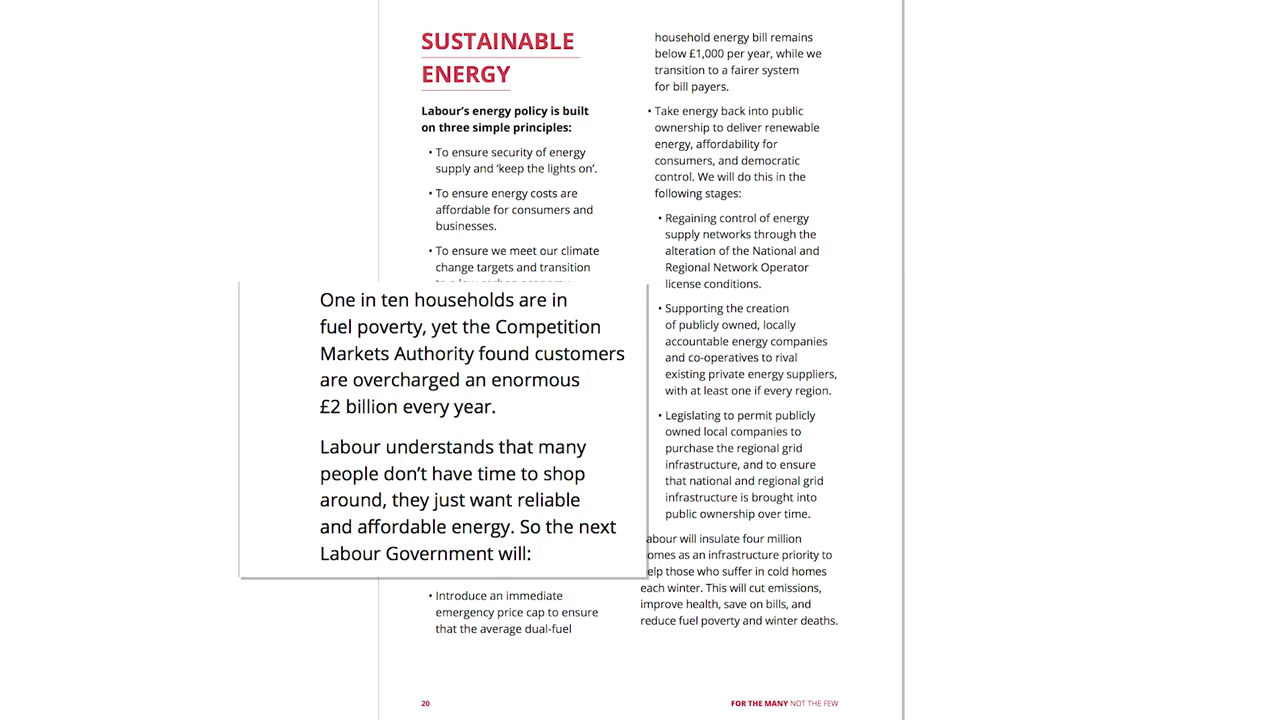 SUSTAINABLE
ENERGY
Labour’s energy policy is built
on three simple principles:
• To ensure security of energy
supply and ‘keep the lights on’.
• To ensure energy costs are
affordable for consumers and
businesses.
• To ensure we meet our climate
change targets and transition
One in ten households are in
fuel poverty, yet the Competition
Markets Authority found customers
are overcharged an enormous
£2 billion every year.
Labour understands that many
people don’t have time to shop
around, they just want reliable
and affordable energy. So the next
Labour Government will:
• Introduce an immediate
emergency price cap to ensure
that the average dual-fuel
household energy bill remains
below £1,000 per year, while we
transition to a fairer system
for bill payers.
• Take energy back into public
ownership to deliver renewable
energy, affordability for
consumers, and democratic
control. We will do this in the
following stages:
• Regaining control of energy
supply networks through the
alteration of the National and
Regional Network Operator
license conditions.
• Supporting the creation
of publicly owned, locally
accountable energy companies
and co-operatives to rival
existing private energy suppliers,
with at least one if every region.
• Legislating to permit publicly
owned local companies to
purchase the regional grid
infrastructure, and to ensure
that national and regional grid
infrastructure is brought into
public ownership over time.
abour will insulate four million
omes as an infrastructure priority to
elp those who suffer in cold homes
each winter. This will cut emissions,
improve health, save on bills, and
reduce fuel poverty and winter deaths.
20
FOR THE MANY NOT THE FEW